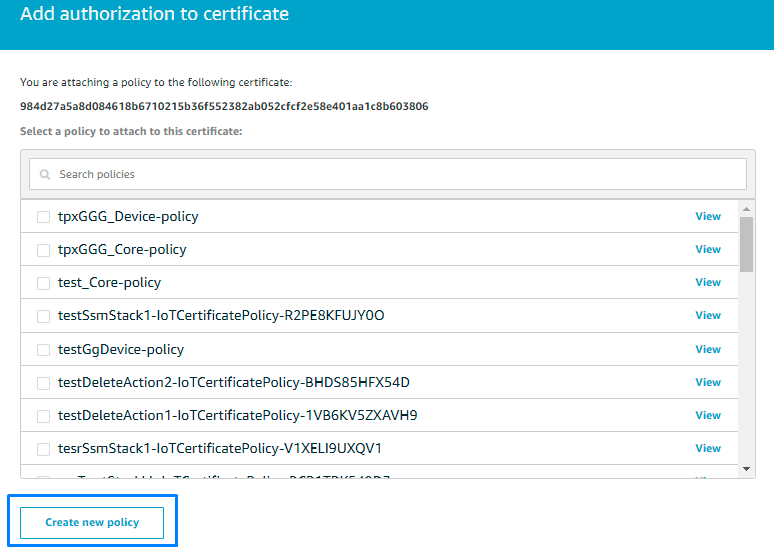 Add authorization to certificate
You are attaching a policy to the following certificate:
984d27a5a8d084618b6710215b36f552382ab052cfcf2e58e401aa1c8b603806
Select a policy to attach to this certificate:
Search policies
tpxGGG_Device-policy View
tpxGGG_Core-policy View
test_Core-policy View
testSsmStack1-IoTCertificatePolicy-R2PE8KFUJY0O View
testGgDevice-policy View
testDeleteAction2-IoTCertificatePolicy-BHDS85HFX54D View
testDeleteAction1-IoTCertificatePolicy-1VB6KV5ZXAVH9 View
tesrSsmStack1-IoTCertificatePolicy-V1XELI9UXQV1 View
Create new policy